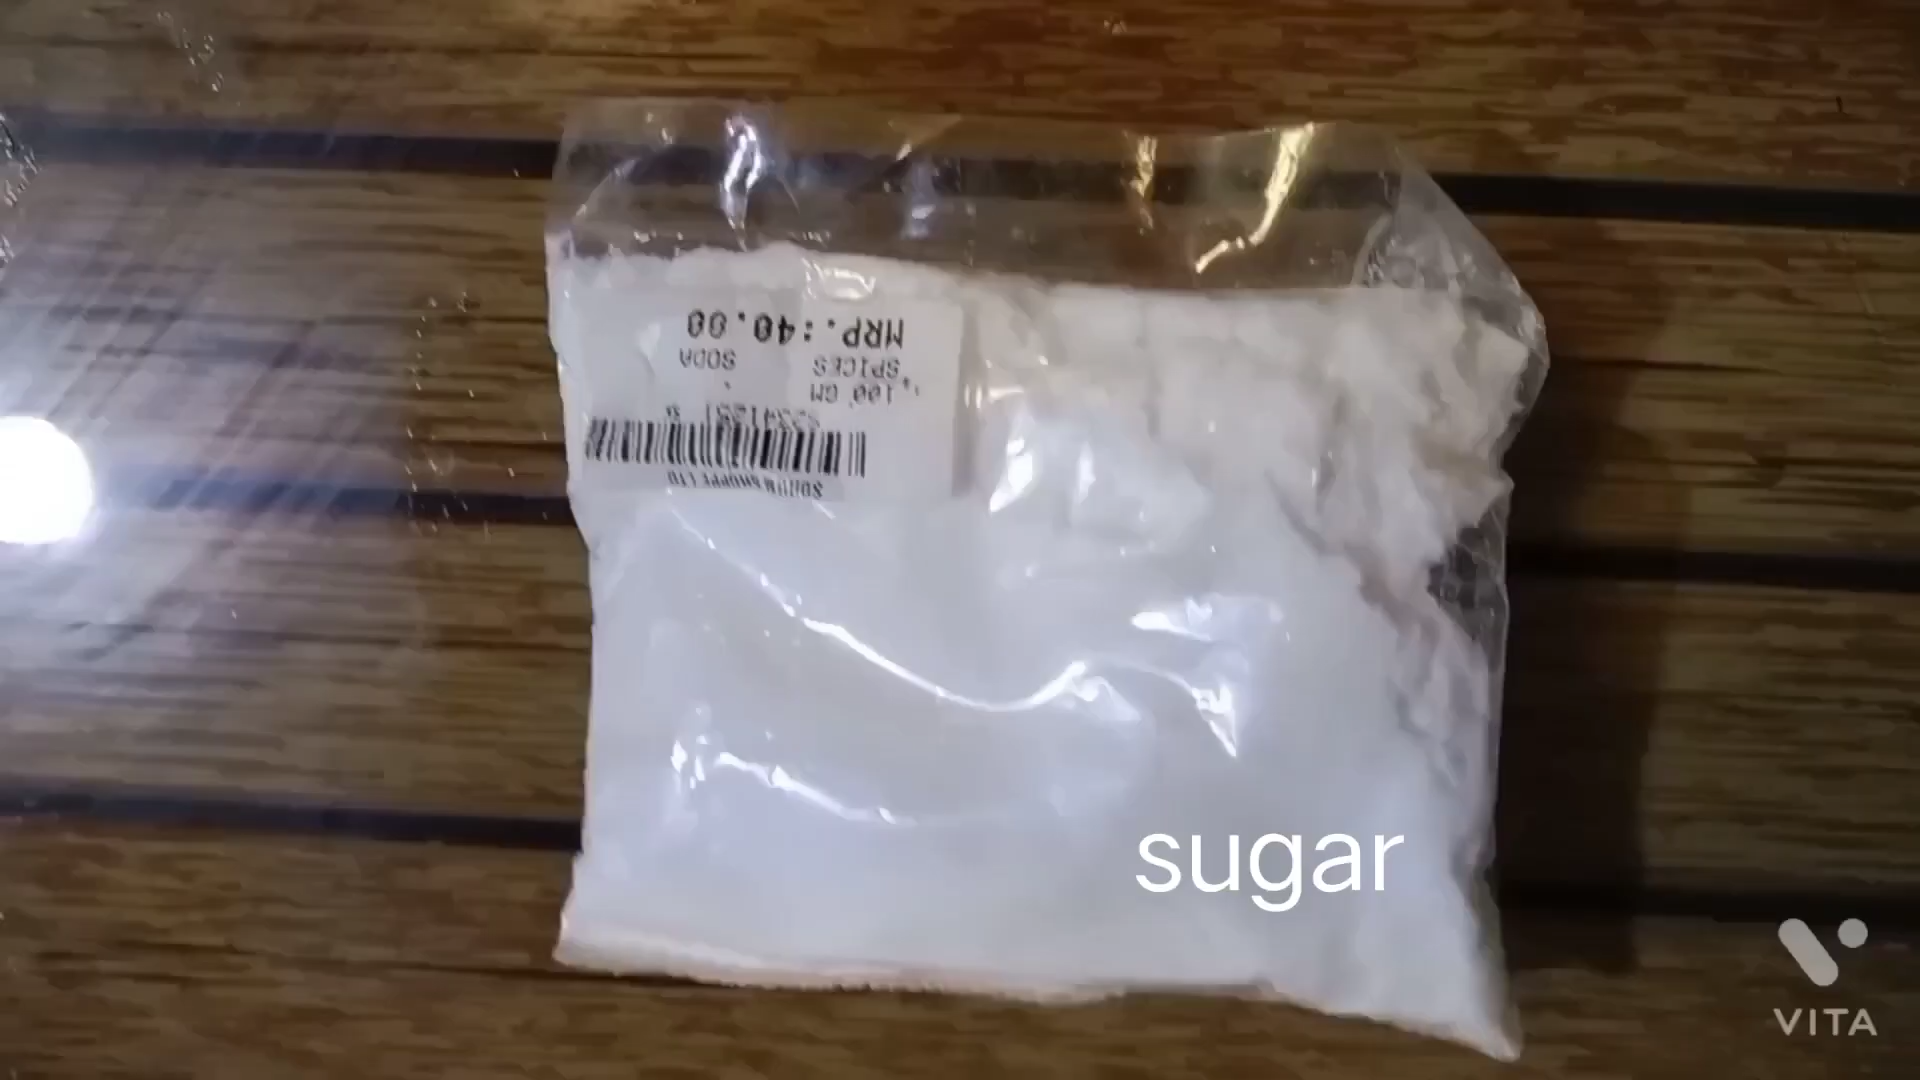 MRP.:40.00
SPICES SODA
100 GM
sugar
VITA